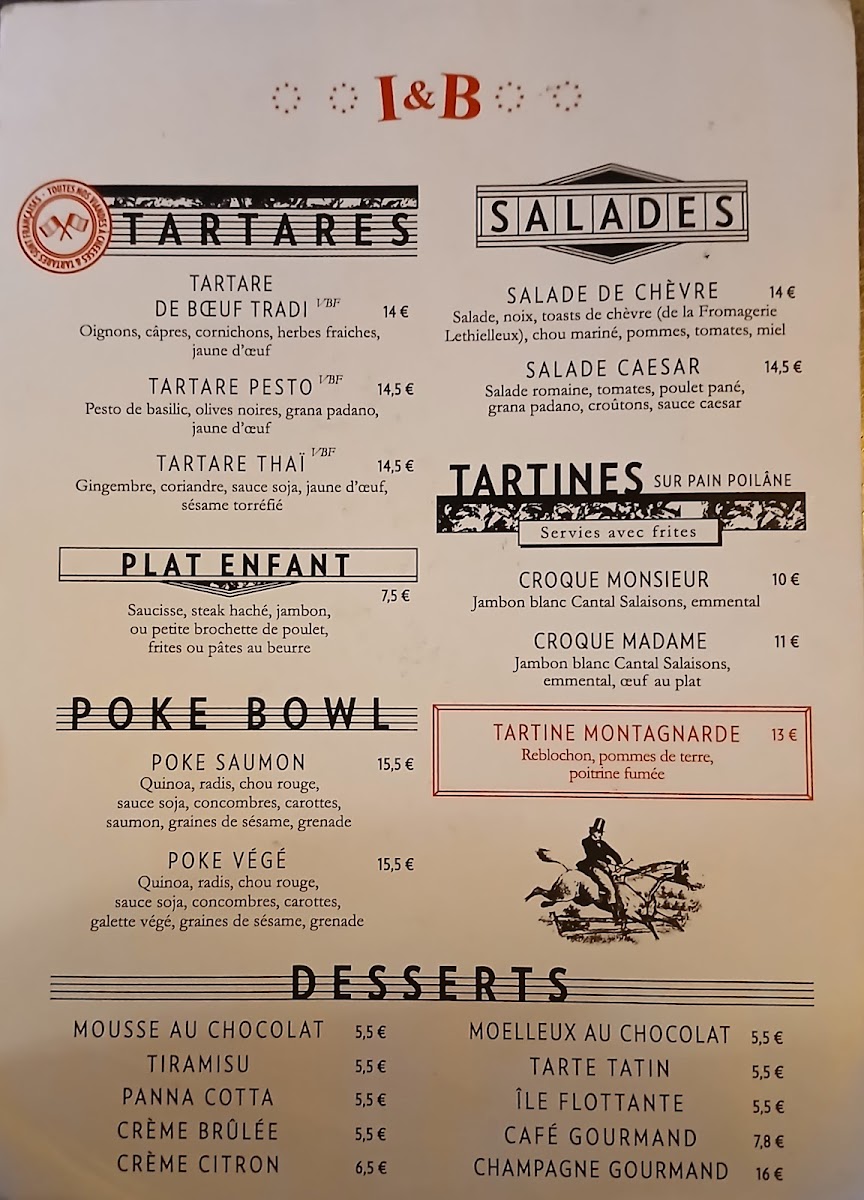 I&B
TOUTES NOS VIANDES À CHEESES & TARTARES SONT FRANÇAISES
TARTARES
TARTARE
DE BŒUF TRADI VBF 14 €
Oignons, câpres, cornichons, herbes fraiches,
jaune d'œuf
TARTARE PESTO VBF 14,5 €
Pesto de basilic, olives noires, grana padano,
jaune d'œuf
TARTARE THAÏ VBF 14,5 €
Gingembre, coriandre, sauce soja, jaune d'œuf,
sésame torréfié
PLAT ENFANT
7,5 €
Saucisse, steak haché, jambon,
ou petite brochette de poulet,
frites ou pâtes au beurre
POKE BOWL
POKE SAUMON 15,5 €
Quinoa, radis, chou rouge,
sauce soja, concombres, carottes,
saumon, graines de sésame, grenade
POKE VÉGÉ 15,5 €
Quinoa, radis, chou rouge,
sauce soja, concombres, carottes,
galette végé, graines de sésame, grenade
SALADES
SALADE DE CHÈVRE 14 €
Salade, noix, toasts de chèvre (de la Fromagerie
Lethielleux), chou mariné, pommes, tomates, miel
SALADE CAESAR 14,5 €
Salade romaine, tomates, poulet pané,
grana padano, croûtons, sauce caesar
TARTINES SUR PAIN POILÂNE
Servies avec frites
CROQUE MONSIEUR 10 €
Jambon blanc Cantal Salaisons, emmental
CROQUE MADAME 11 €
Jambon blanc Cantal Salaisons,
emmental, œuf au plat
TARTINE MONTAGNARDE 13 €
Reblochon, pommes de terre,
poitrine fumée
DESSERTS
MOUSSE AU CHOCOLAT 5,5 €
TIRAMISU 5,5 €
PANNA COTTA 5,5 €
CRÈME BRÛLÉE 5,5 €
CRÈME CITRON 6,5 €
MOELLEUX AU CHOCOLAT 5,5 €
TARTE TATIN 5,5 €
ÎLE FLOTTANTE 5,5 €
CAFÉ GOURMAND 7,8 €
CHAMPAGNE GOURMAND 16 €